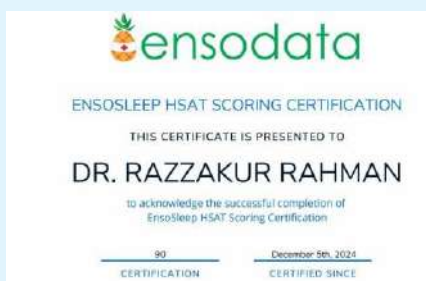 ensodata
ENSOSLEEP HSAT SCORING CERTIFICATION
THIS CERTIFICATE IS PRESENTED TO
DR. RAZZAKUR RAHMAN
to acknowledge the successful completion of
EnsoSleep HSAT Scoring Certification
90 December 5th, 2024
CERTIFICATION CERTIFIED SINCE